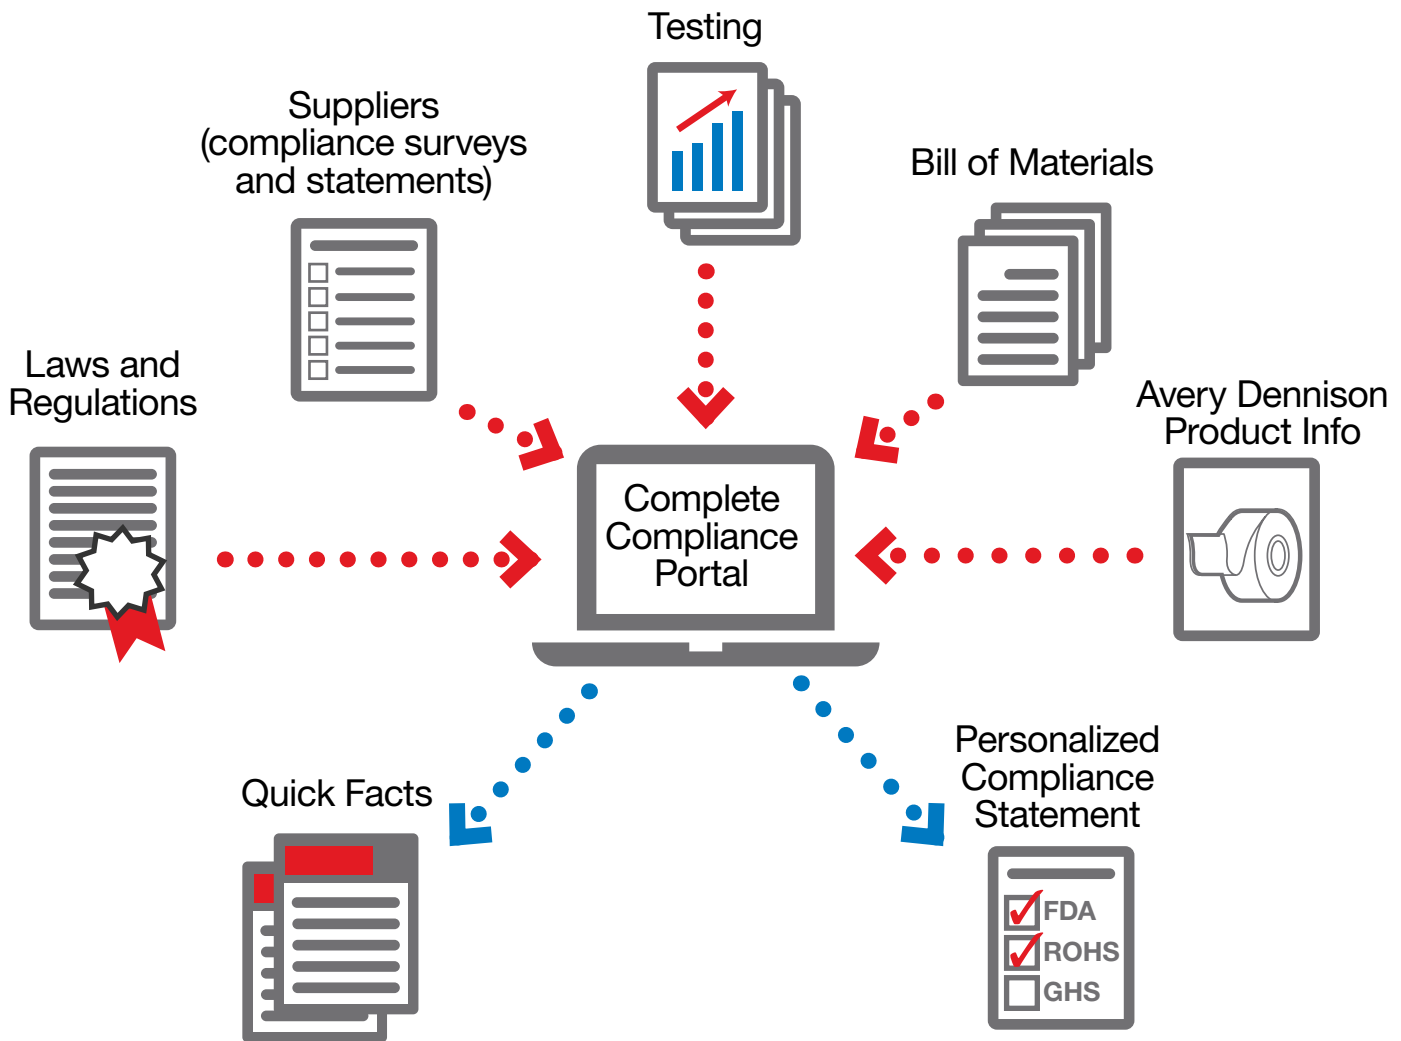 Testing
Suppliers
(compliance surveys
and statements)
Bill of Materials
Laws and
Regulations
Avery Dennison
Product Info
Complete
Compliance
Portal
Quick Facts
Personalized
Compliance
Statement
FDA
ROHS
GHS